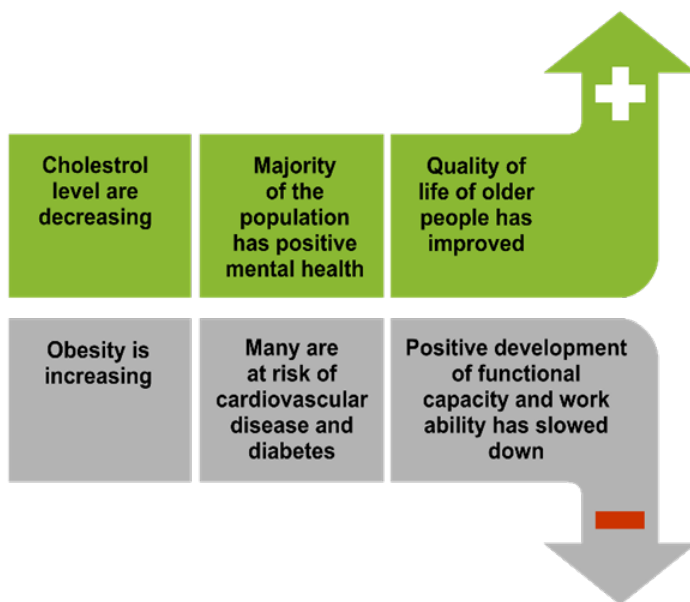 Cholestrol
level are
decreasing
Majority
of the
population
has positive
mental health
Quality of
life of older
people has
improved
Obesity is
increasing
Many are
at risk of
cardiovascular
disease and
diabetes
Positive development
of functional
capacity and work
ability has slowed
down